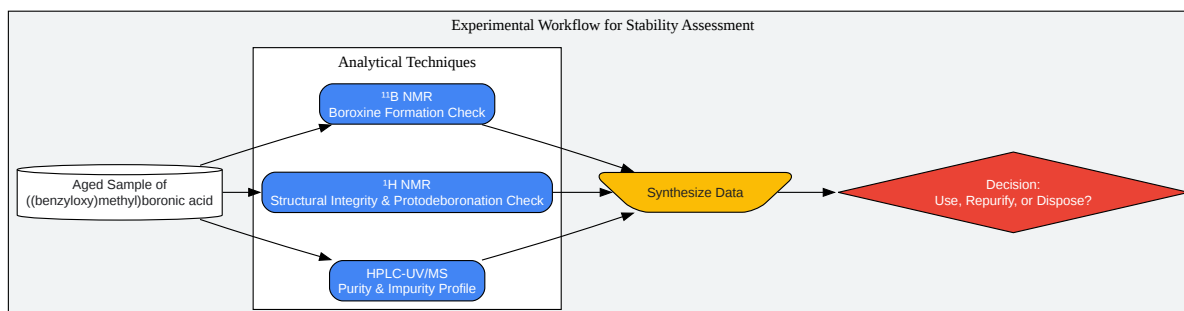 Experimental Workflow for Stability Assessment
Analytical Techniques
¹¹B NMR
Boroxine Formation Check
Aged Sample of
((benzyloxy)methyl)boronic acid
¹H NMR
Structural Integrity & Protodeboronation Check
HPLC-UV/MS
Purity & Impurity Profile
Synthesize Data
Decision:
Use, Repurify, or Dispose?